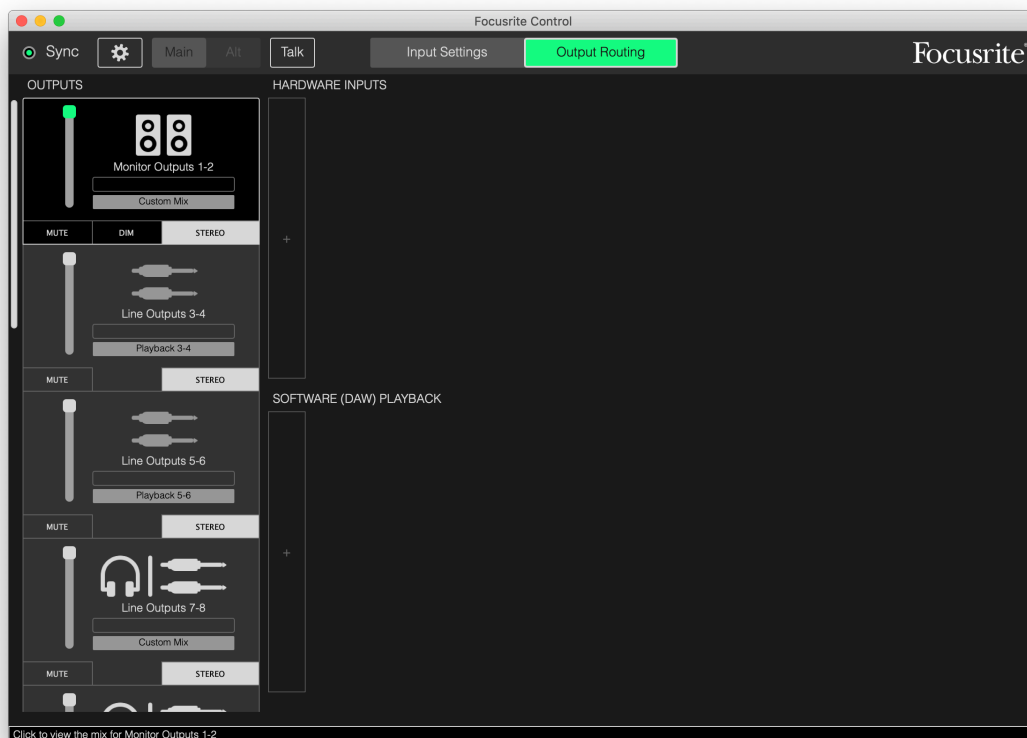 Focusrite Control
Sync
Main
Alt
Talk
Input Settings
Output Routing
Focusrite
OUTPUTS
HARDWARE INPUTS
Monitor Outputs 1-2
Custom Mix
MUTE
DIM
STEREO
+
Line Outputs 3-4
Playback 3-4
MUTE
STEREO
SOFTWARE (DAW) PLAYBACK
Line Outputs 5-6
Playback 5-6
MUTE
STEREO
+
Line Outputs 7-8
Custom Mix
MUTE
STEREO
Click to view the mix for Monitor Outputs 1-2